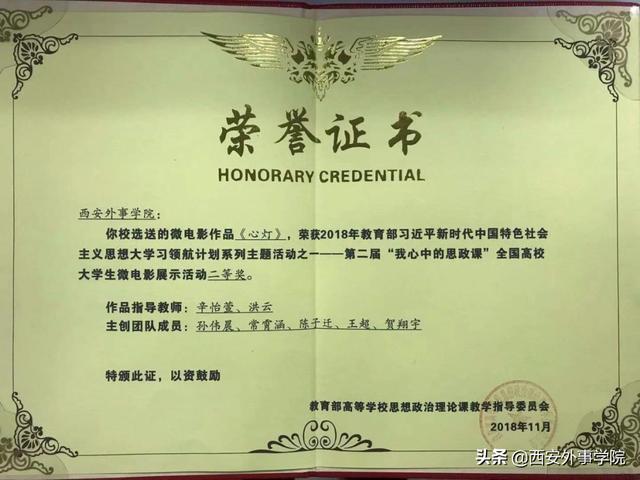 荣誉证书
HONORARY CREDENTIAL
西安外事学院：
你校选送的微电影作品《心灯》，荣获2018年教育部习近平新时代中国特色社会
主义思想大学习领航计划系列主题活动之一——第二届“我心中的思政课”全国高校
大学生微电影展示活动二等奖。
作品指导教师：辛怡萱、洪云
主创团队成员：孙伟晨、常霄涵、陈子迁、王超、贺翔宇
特颁此证，以资鼓励
教育部高等学校思想政治理论课教学指导委员会
2018年11月
头条@西安外事学院